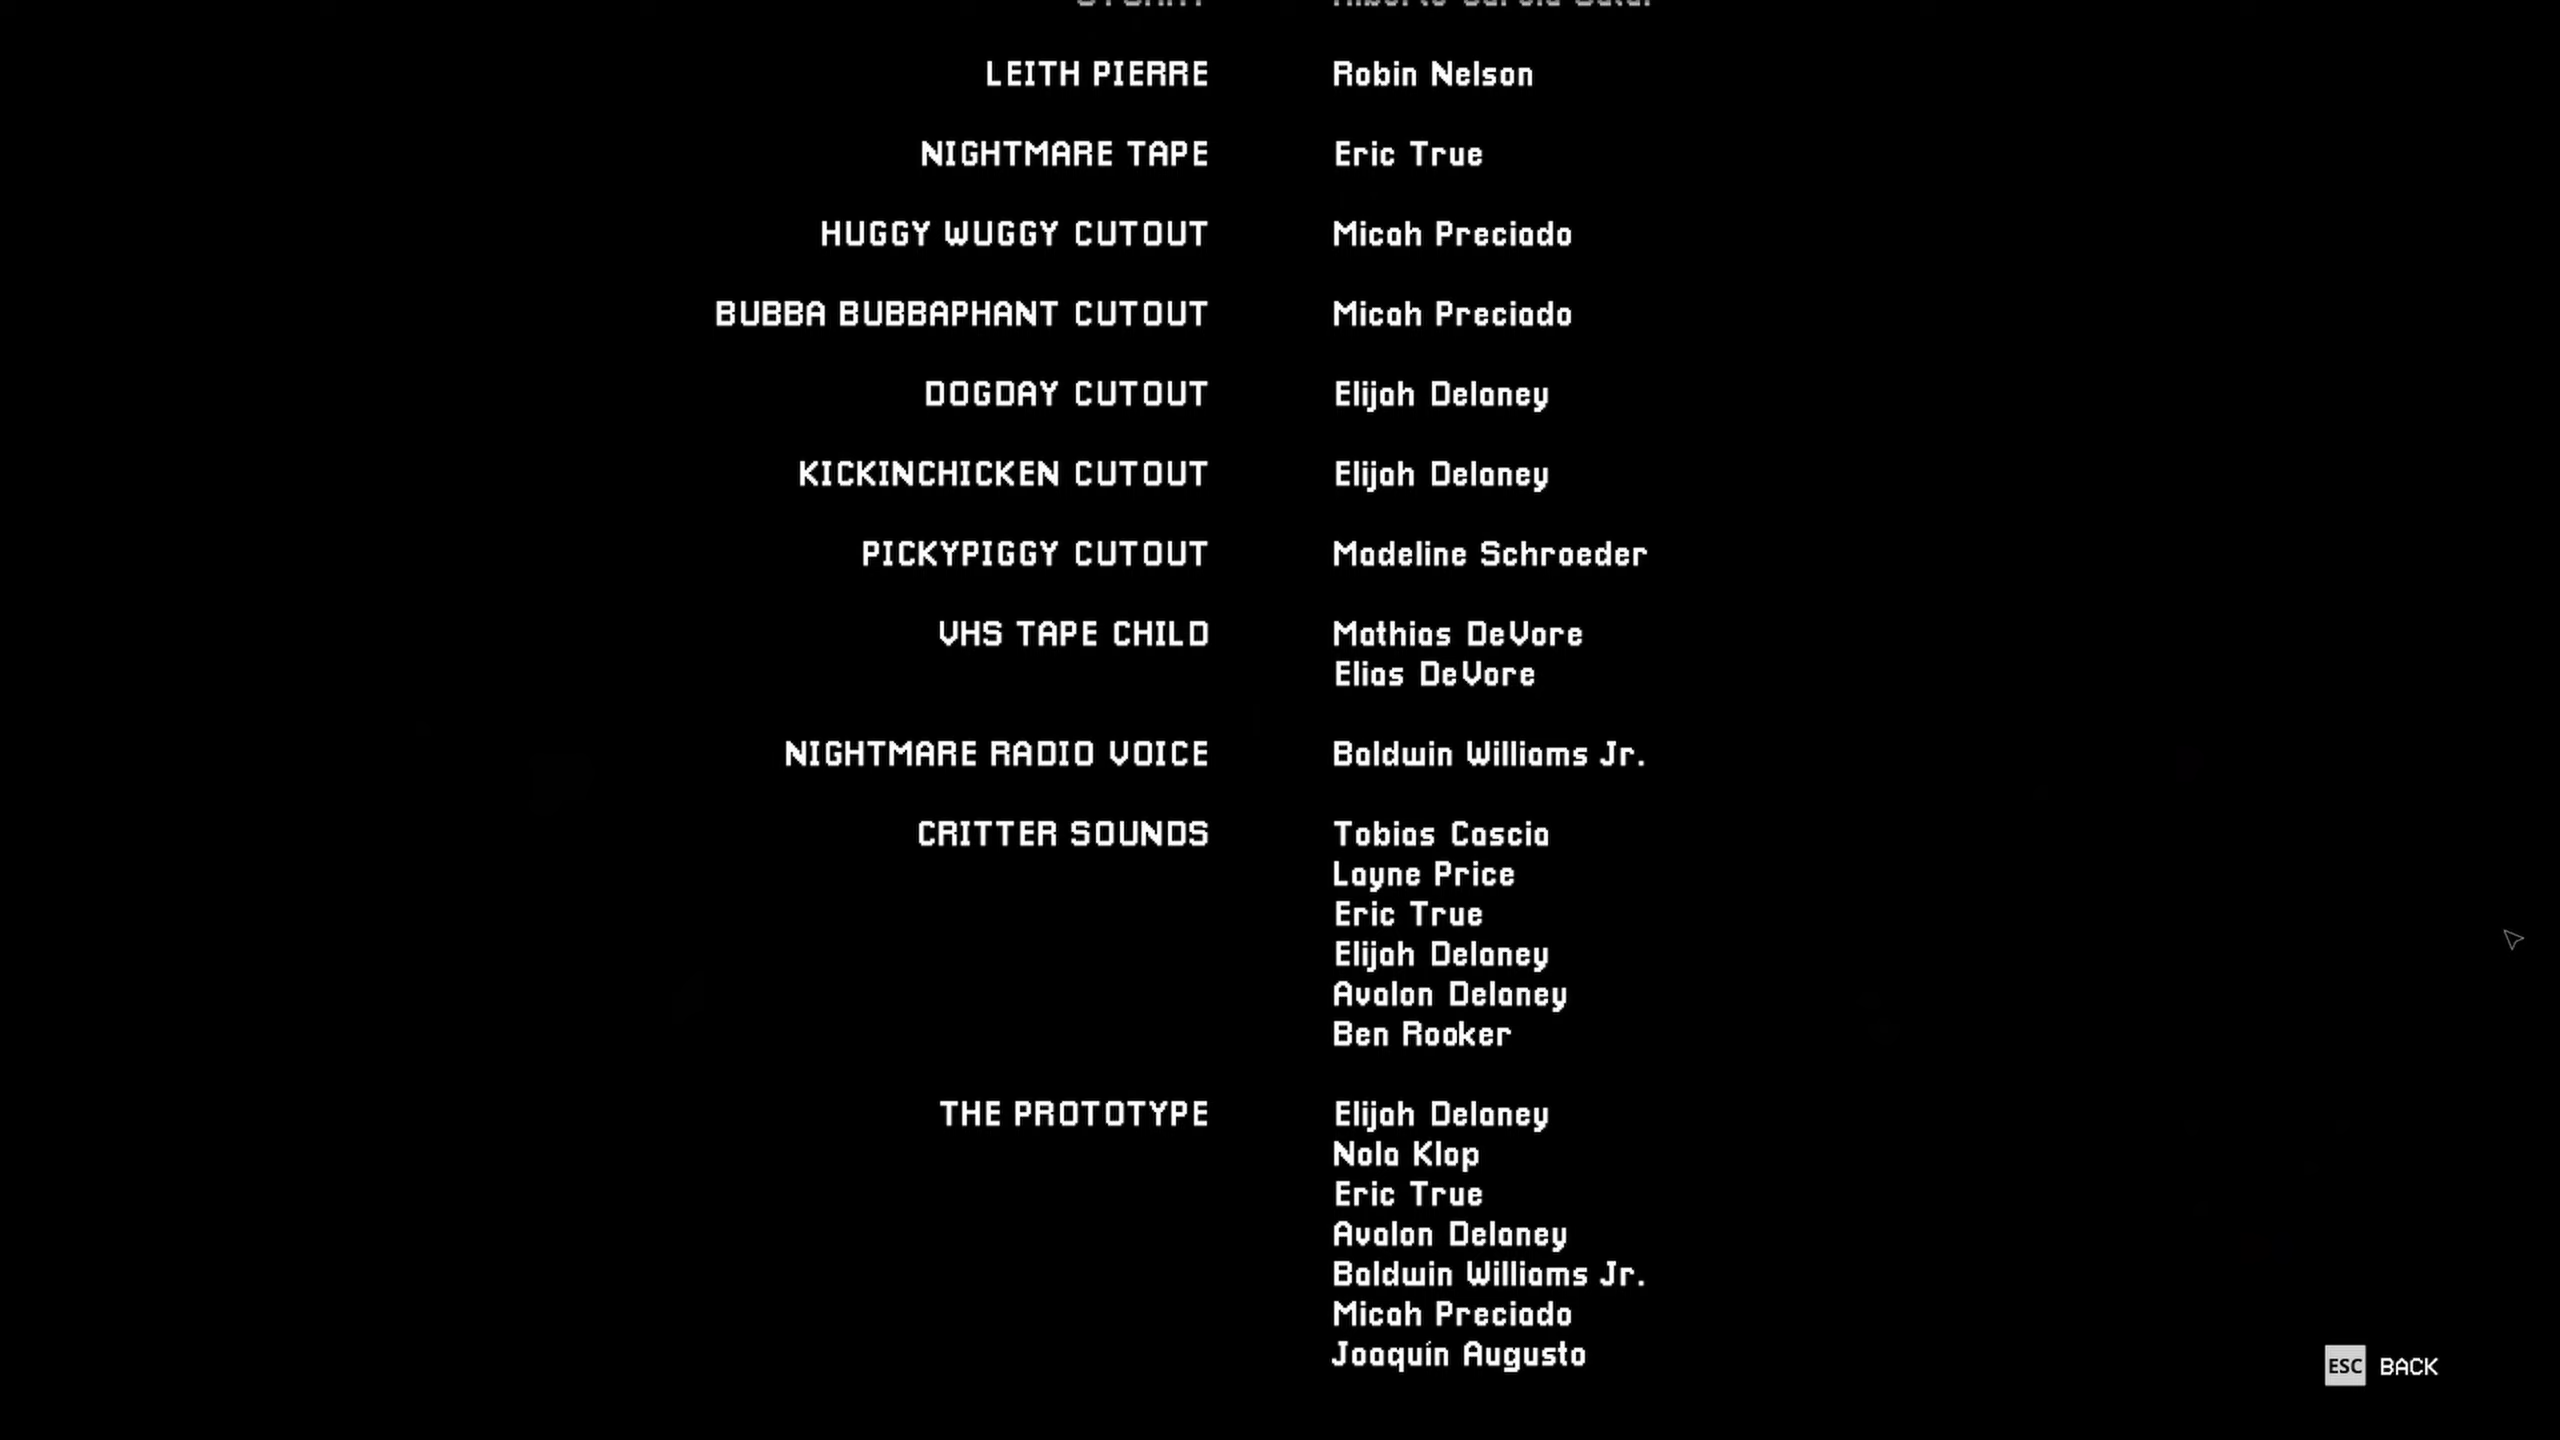 LEITH PIERRE Robin Nelson
NIGHTMARE TAPE Eric True
HUGGY WUGGY CUTOUT Micah Preciado
BUBBA BUBBAPHANT CUTOUT Micah Preciado
DOGDAY CUTOUT Elijah Delaney
KICKINCHICKEN CUTOUT Elijah Delaney
PICKYPIGGY CUTOUT Madeline Schroeder
VHS TAPE CHILD Mathias DeVore
Elias DeVore
NIGHTMARE RADIO VOICE Baldwin Williams Jr.
CRITTER SOUNDS Tobias Cascia
Layne Price
Eric True
Elijah Delaney
Avalon Delaney
Ben Rooker
THE PROTOTYPE Elijah Delaney
Nola Klop
Eric True
Avalon Delaney
Baldwin Williams Jr.
Micah Preciado
Joaquín Augusto
ESC BACK